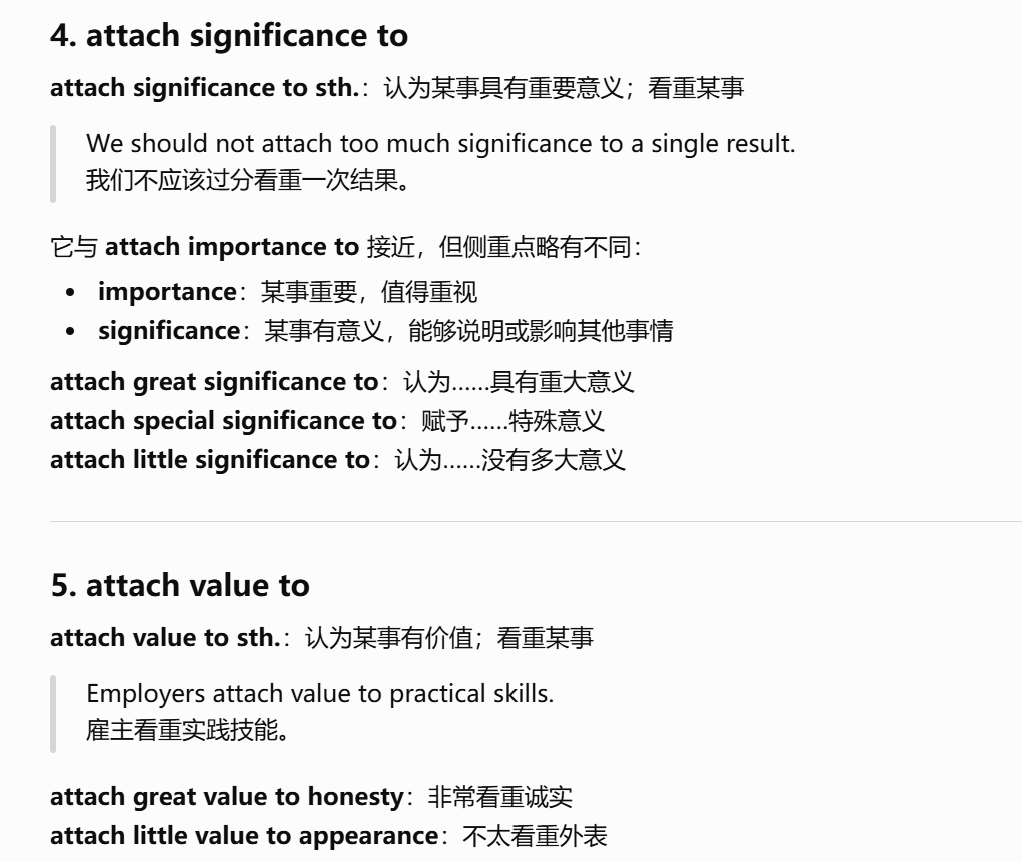 4. attach significance to
attach significance to sth.：认为某事具有重要意义；看重某事
We should not attach too much significance to a single result.
我们不应该过分看重一次结果。
它与 attach importance to 接近，但侧重点略有不同：
• importance：某事重要，值得重视
• significance：某事有意义，能够说明或影响其他事情
attach great significance to：认为……具有重大意义
attach special significance to：赋予……特殊意义
attach little significance to：认为……没有多大意义
5. attach value to
attach value to sth.：认为某事有价值；看重某事
Employers attach value to practical skills.
雇主看重实践技能。
attach great value to honesty：非常看重诚实
attach little value to appearance：不太看重外表